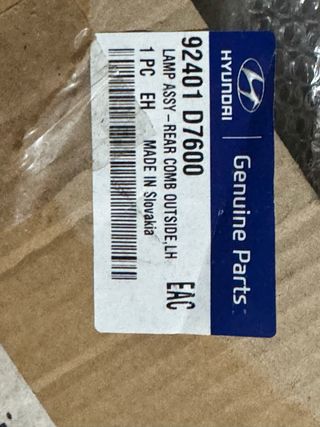 HYUNDAI
Genuine Parts
92401 D7600
LAMP ASSY-REAR COMB OUTSIDE,LH
1 PC EH MADE IN Slovakia
EAC